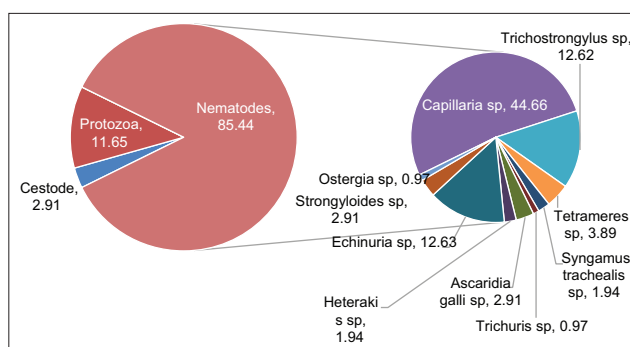 Nematodes,
85.44
Protozoa,
11.65
Cestode,
2.91
Trichostrongylus sp,
12.62
Capillaria sp, 44.66
Ostergia sp, 0.97
Strongyloides sp,
2.91
Echinuria sp, 12.63
Tetrameres
sp, 3.89
Syngamus
trachealis
sp, 1.94
Heteraki
s sp,
1.94
Ascaridia
galli sp, 2.91
Trichuris sp, 0.97